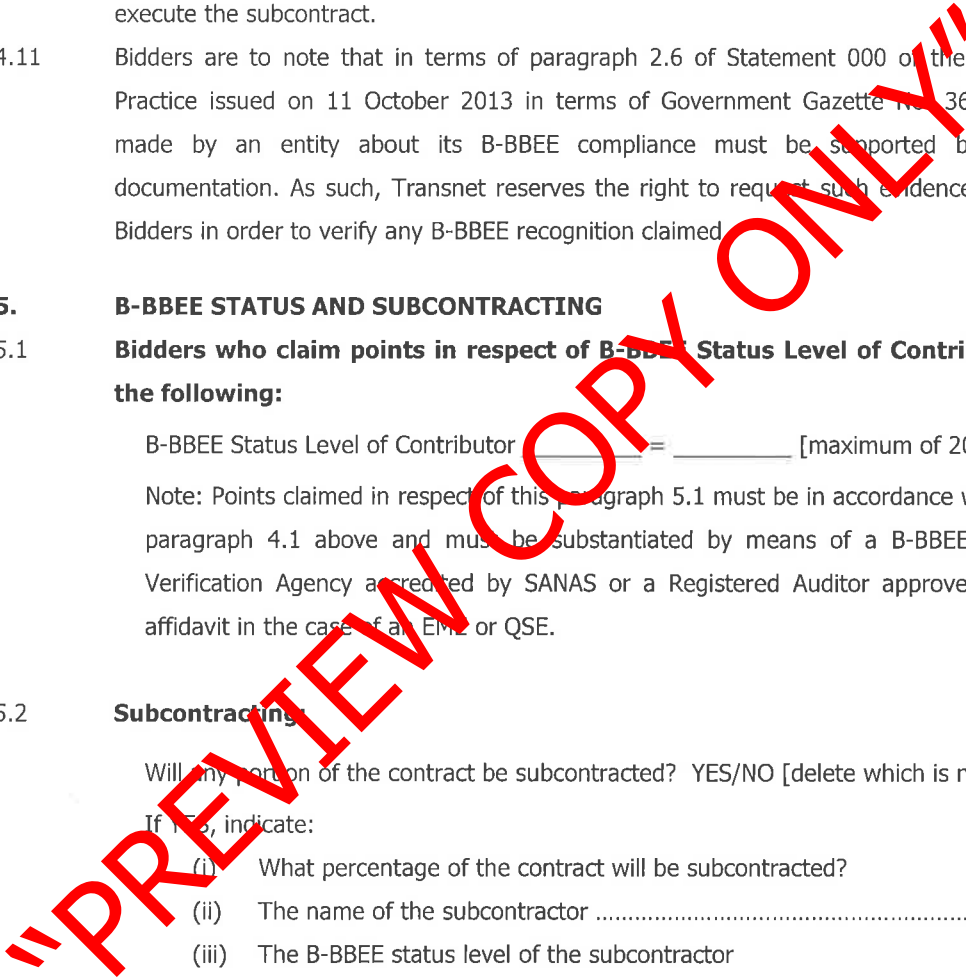 execute the subcontract.
4.11 Bidders are to note that in terms of paragraph 2.6 of Statement 000 of the
Practice issued on 11 October 2013 in terms of Government Gazette No. 36
made by an entity about its B-BBEE compliance must be supported b
documentation. As such, Transnet reserves the right to request such evidence
Bidders in order to verify any B-BBEE recognition claimed.
5. B-BBEE STATUS AND SUBCONTRACTING
5.1 Bidders who claim points in respect of B-BBEE Status Level of Contri
the following:
B-BBEE Status Level of Contributor _________ = _________ [maximum of 20
Note: Points claimed in respect of this paragraph 5.1 must be in accordance w
paragraph 4.1 above and must be substantiated by means of a B-BBEE
Verification Agency accredited by SANAS or a Registered Auditor approve
affidavit in the case of an EME or QSE.
5.2 Subcontracting:
Will any portion of the contract be subcontracted? YES/NO [delete which is n
If YES, indicate:
(i) What percentage of the contract will be subcontracted?
(ii) The name of the subcontractor ................................................................
(iii) The B-BBEE status level of the subcontractor
"PREVIEW COPY ONLY"